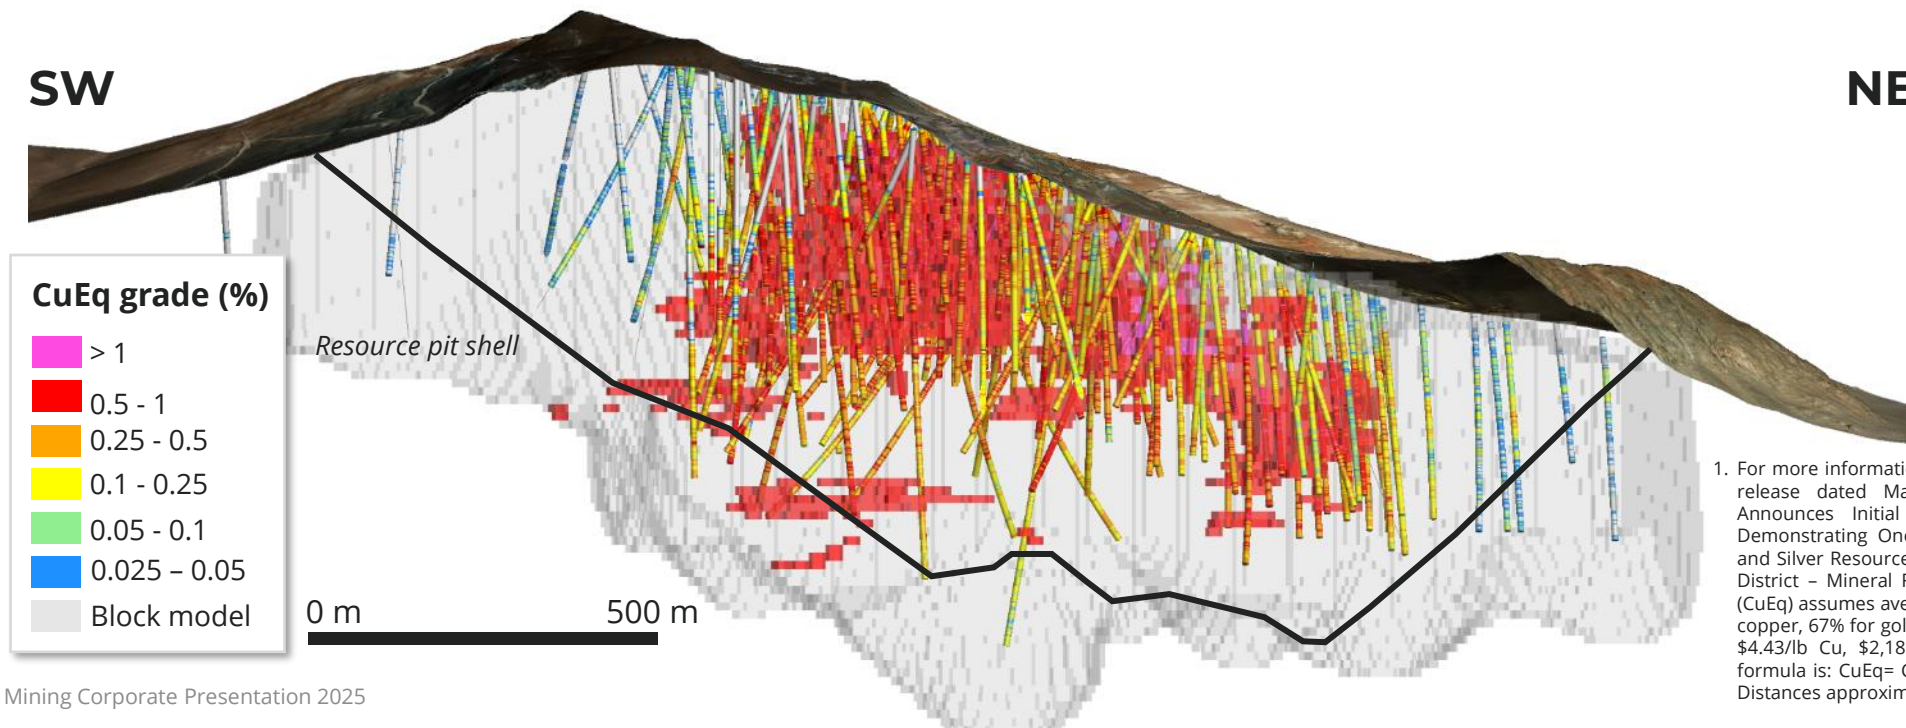 SW
NE
CuEq grade (%)
> 1
0.5 - 1
0.25 - 0.5
0.1 - 0.25
0.05 - 0.1
0.025 – 0.05
Block model
Resource pit shell
0 m
500 m
1. For more informati
release dated Ma
Announces Initial
Demonstrating On
and Silver Resource
District – Mineral
(CuEq) assumes ave
copper, 67% for gol
$4.43/lb Cu, $2,18
formula is: CuEq=
Distances approxim
Mining Corporate Presentation 2025